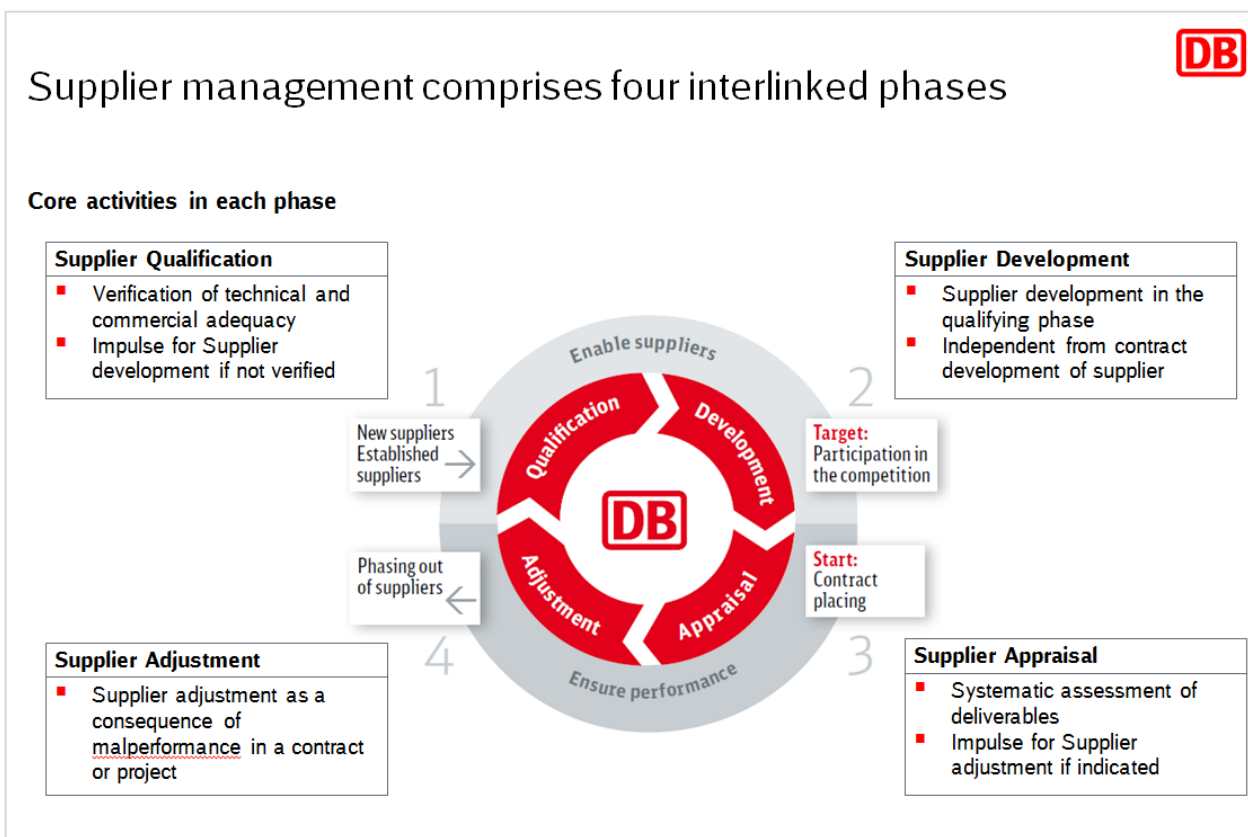 DB
Supplier management comprises four interlinked phases
Core activities in each phase
Supplier Qualification
Verification of technical and
commercial adequacy
Impulse for Supplier
development if not verified
Supplier Development
Supplier development in the
qualifying phase
Independent from contract
development of supplier
Enable suppliers
1
2
New suppliers
Established
suppliers
Qualification
Development
Target:
Participation in
the competition
DB
Phasing out
of suppliers
Adjustment
Appraisal
Start:
Contract
placing
4
3
Ensure performance
Supplier Adjustment
Supplier adjustment as a
consequence of
malperformance in a contract
or project
Supplier Appraisal
Systematic assessment of
deliverables
Impulse for Supplier
adjustment if indicated